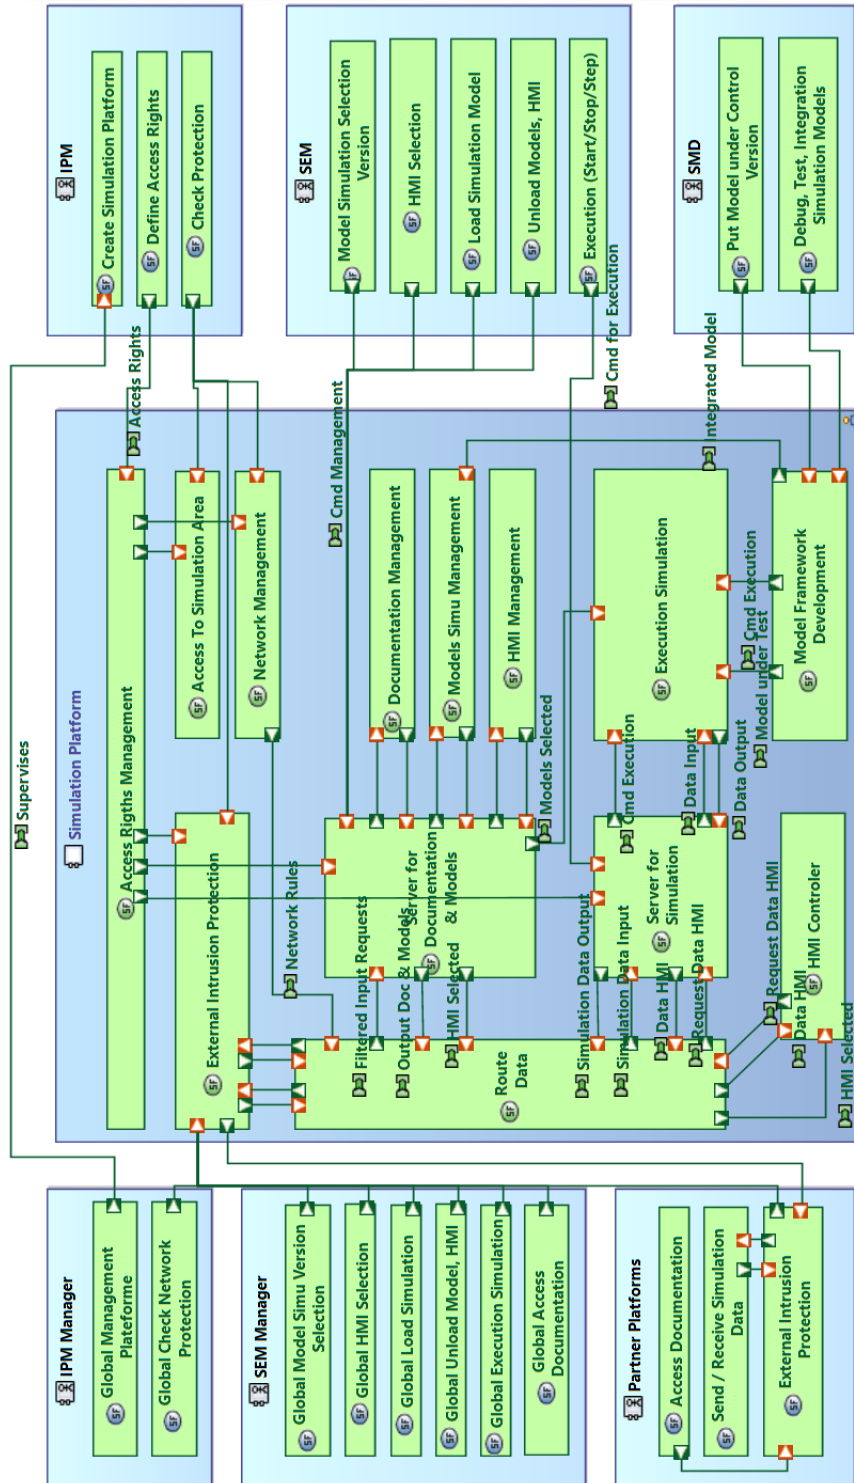 IPM
Create Simulation Platform
Define Access Rights
Check Protection
SEM
Model Simulation Selection
Version
HMI Selection
Load Simulation Model
Unload Models, HMI
Execution (Start/Stop/Step)
SMD
Put Model under Control
Version
Debug, Test, Integration
Simulation Models
Supervises
Access Rights
Cmd Management
Cmd for Execution
Integrated Model
Simulation Platform
Access Rigths Management
Access To Simulation Area
Network Management
Documentation Management
Models Simu Management
HMI Management
Execution Simulation
Model Framework
Development
Cmd Execution
Model under Test
External Intrusion Protection
Network Rules
Server for
Documentation
& Models
Models Selected
Cmd Execution
Data Input
Data Output
Server for
Simulation
HMI Controler
Filtered Input Requests
Output Doc & Models
HMI Selected
Simulation Data Output
Simulation Data Input
Data HMI
Request Data HMI
Request Data HMI
Data HMI
HMI Selected
Route
Data
IPM Manager
Global Management
Plateforme
Global Check Network
Protection
SEM Manager
Global Model Simu Version
Selection
Global HMI Selection
Global Load Simulation
Global Unload Model, HMI
Global Execution Simulation
Global Access
Documentation
Partner Platforms
Access Documentation
Send / Receive Simulation
Data
External Intrusion
Protection